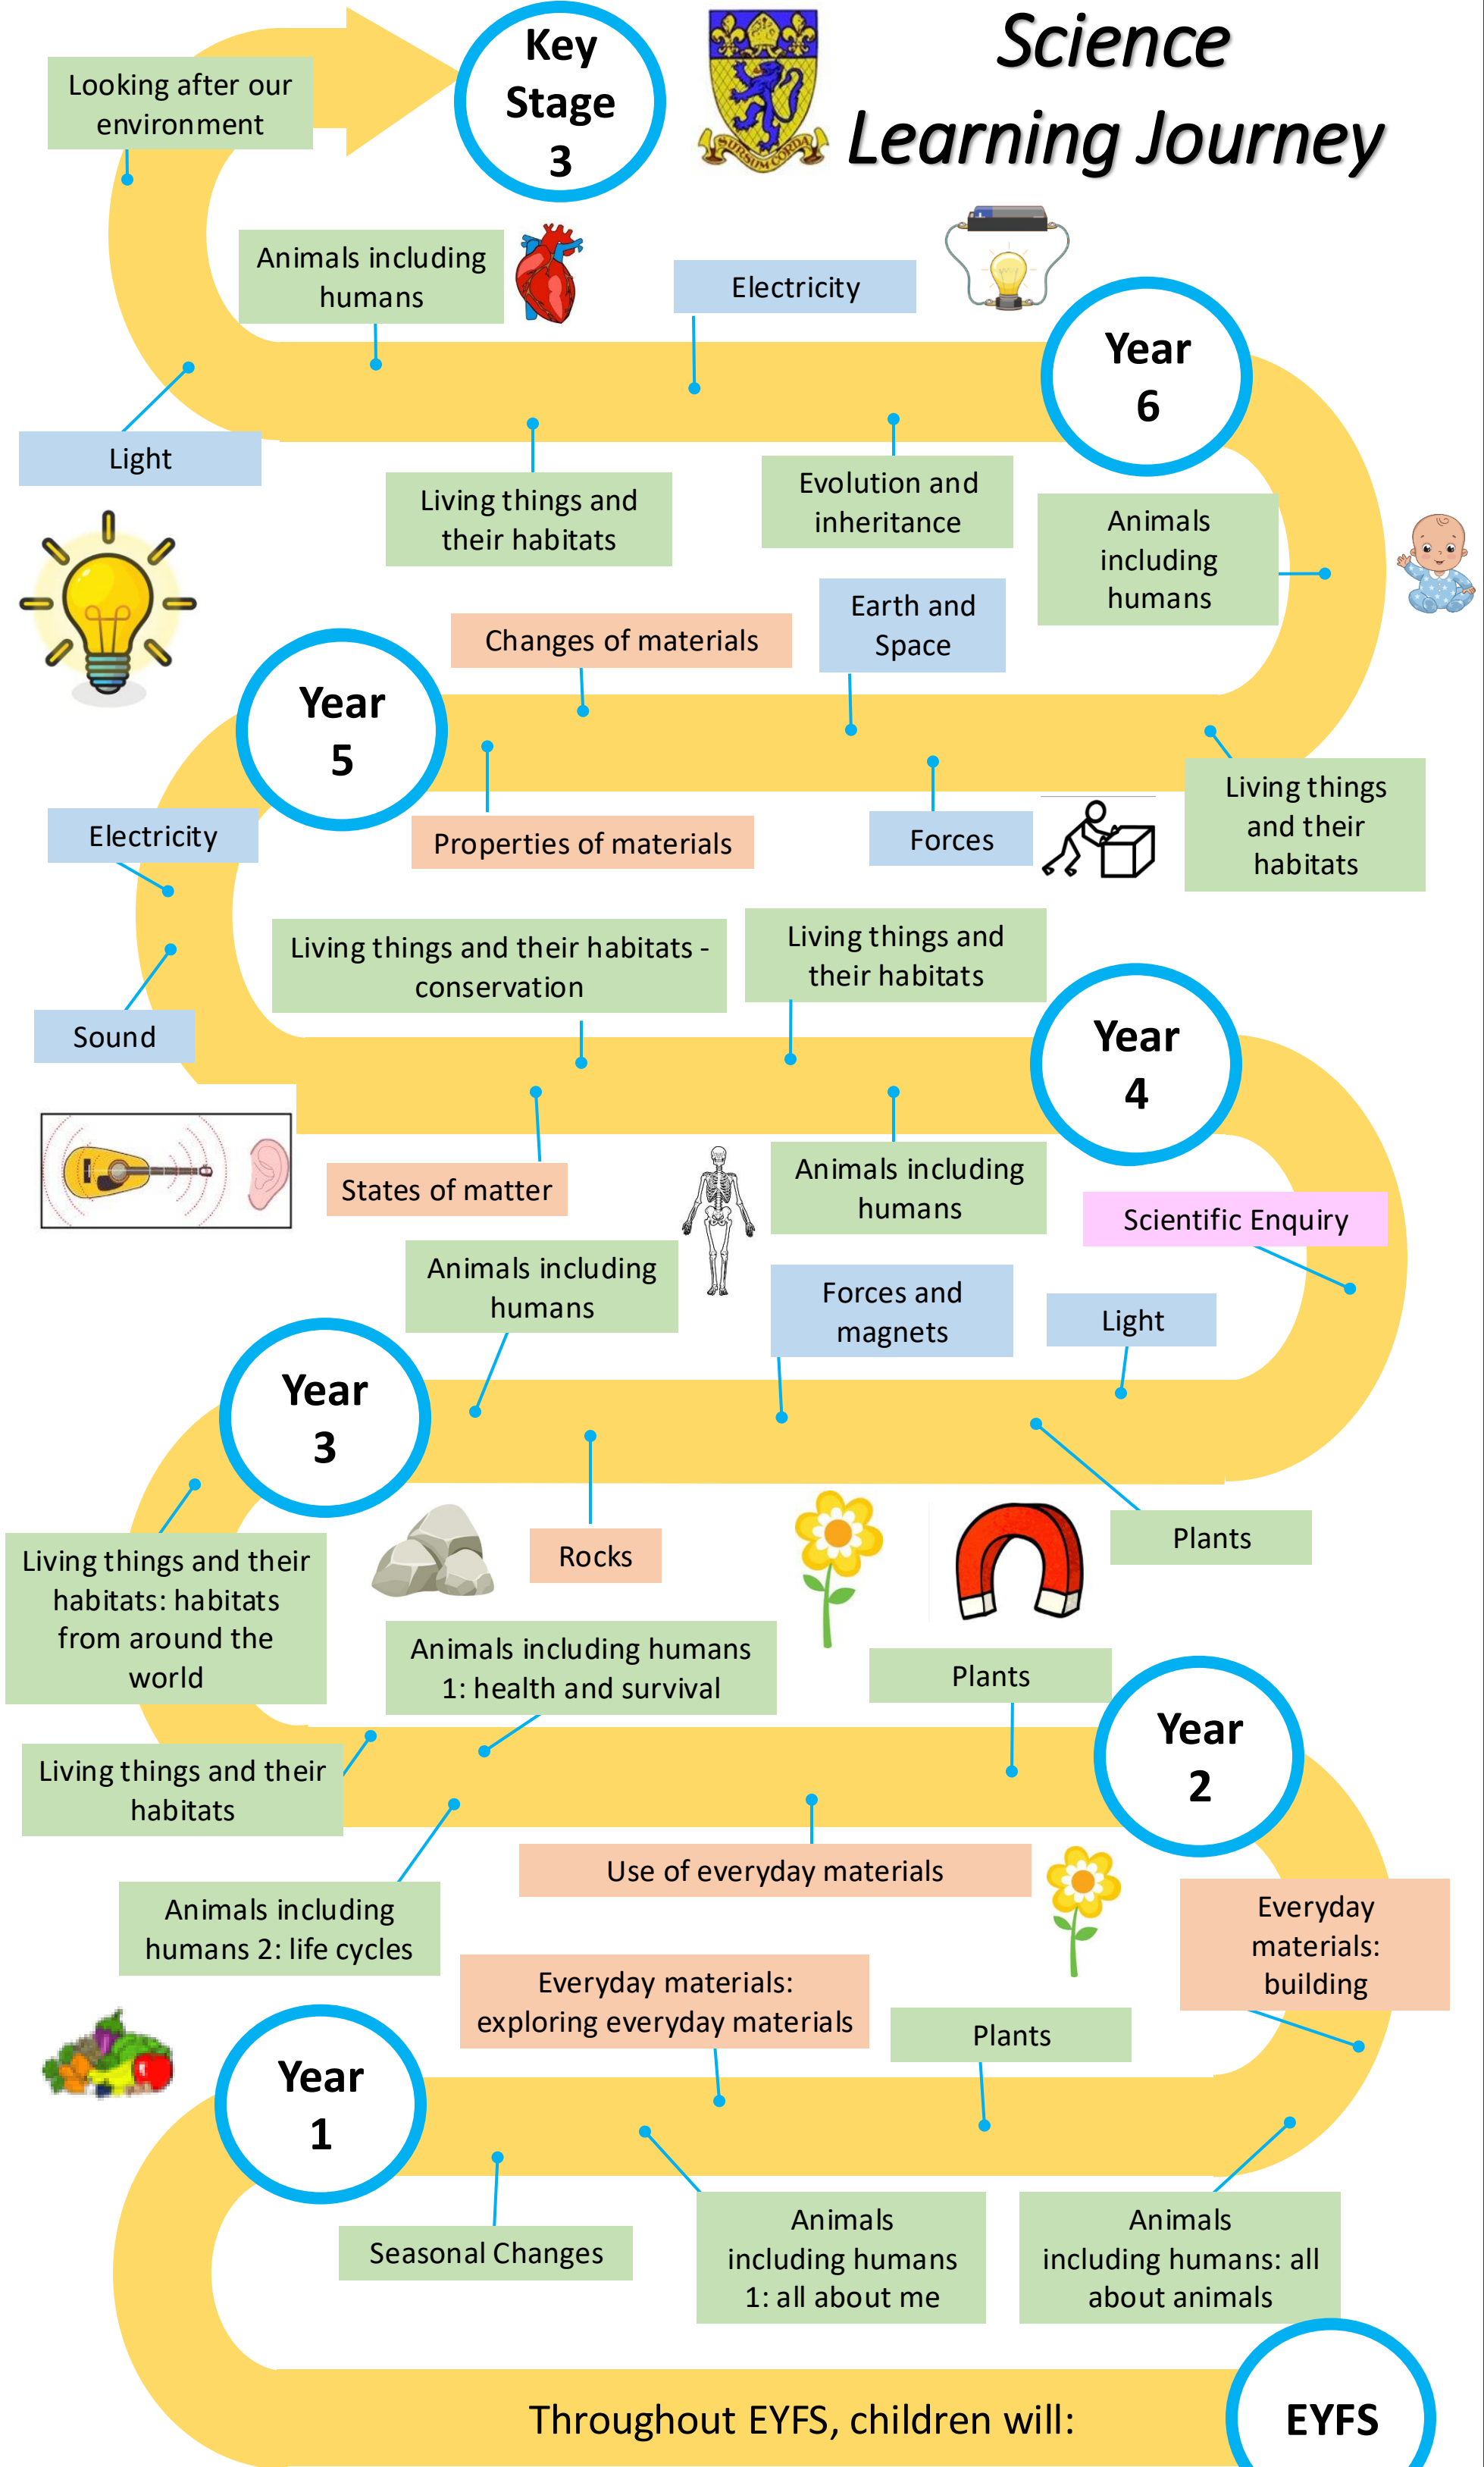 Key
Stage
3
Science
Learning Journey
SURSUM CORDA
Looking after our
environment
Animals including
humans
Electricity
Year
6
Light
Living things and
their habitats
Evolution and
inheritance
Animals
including
humans
Earth and
Space
Changes of materials
Year
5
Living things
and their
habitats
Electricity
Properties of materials
Forces
Living things and their habitats -
conservation
Living things and
their habitats
Sound
Year
4
States of matter
Animals including
humans
Scientific Enquiry
Animals including
humans
Forces and
magnets
Light
Year
3
Rocks
Plants
Living things and their
habitats: habitats
from around the
world
Animals including humans
1: health and survival
Plants
Year
2
Living things and their
habitats
Use of everyday materials
Animals including
humans 2: life cycles
Everyday
materials:
building
Everyday materials:
exploring everyday materials
Plants
Year
1
Seasonal Changes
Animals
including humans
1: all about me
Animals
including humans: all
about animals
Throughout EYFS, children will:
EYFS